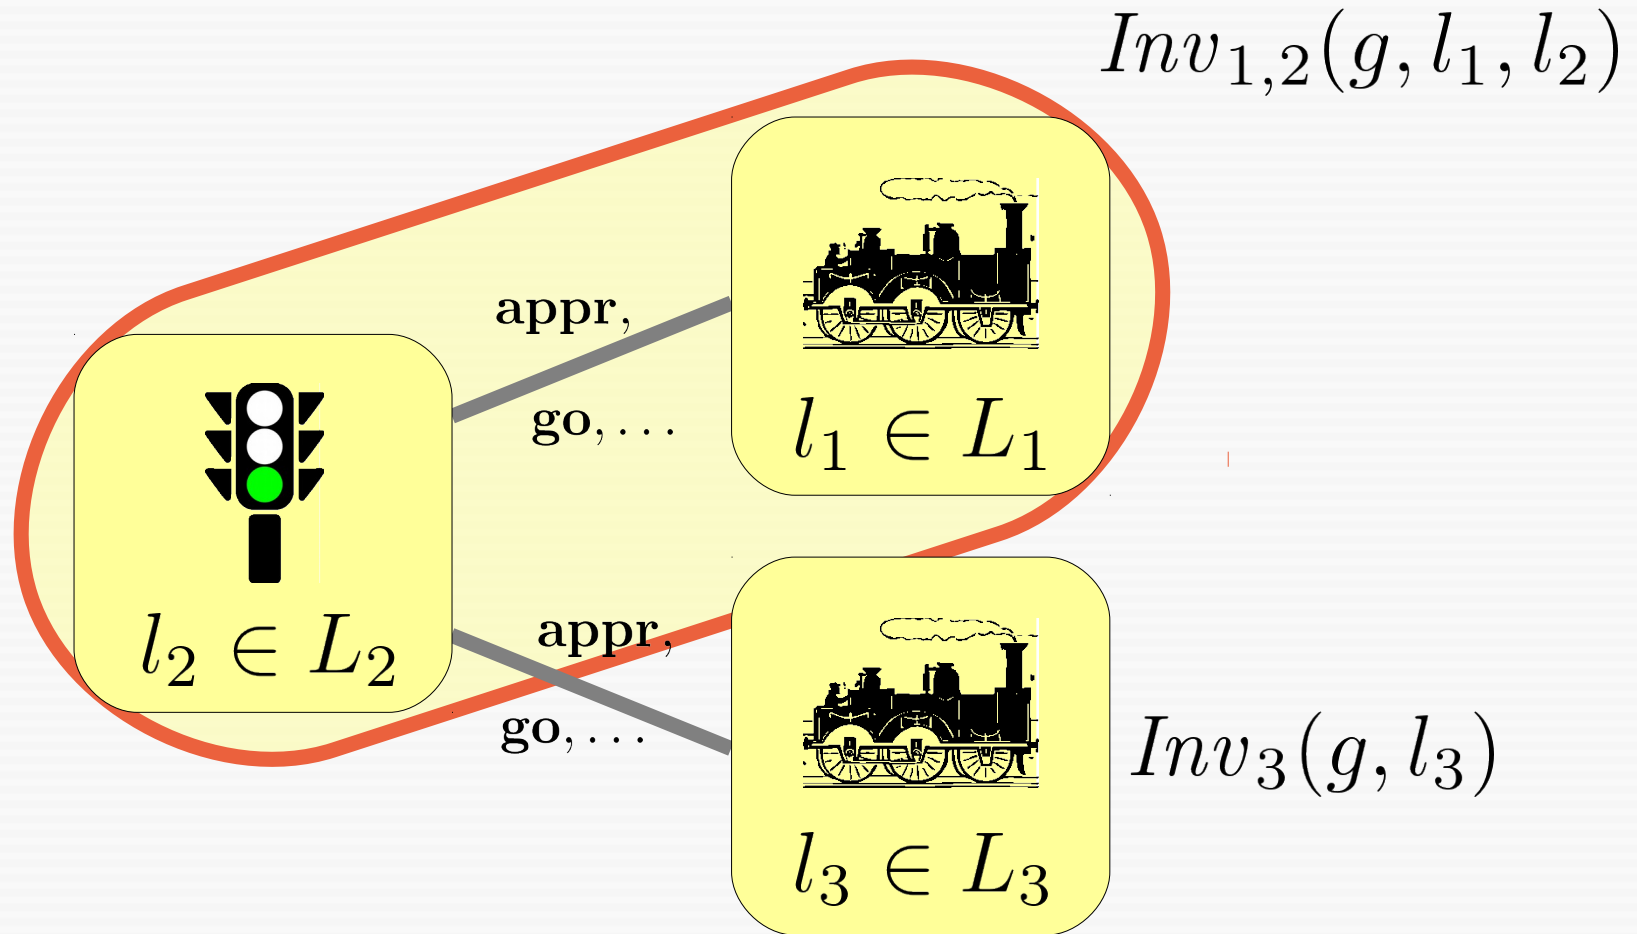 Inv₁,₂(g, l₁, l₂)
appr,
go, …
l₁ ∈ L₁
l₂ ∈ L₂
appr,
go, …
Inv₃(g, l₃)
l₃ ∈ L₃